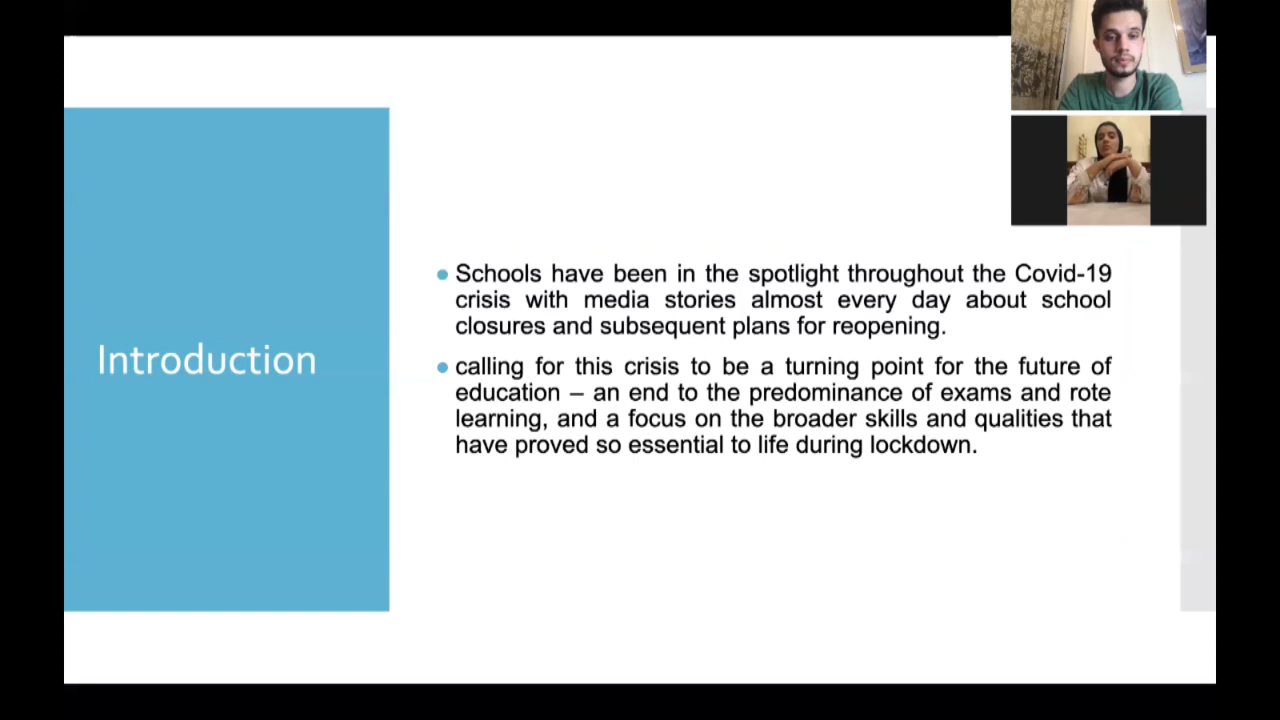 Introduction
Schools have been in the spotlight throughout the Covid-19
crisis with media stories almost every day about school
closures and subsequent plans for reopening.
calling for this crisis to be a turning point for the future of
education – an end to the predominance of exams and rote
learning, and a focus on the broader skills and qualities that
have proved so essential to life during lockdown.